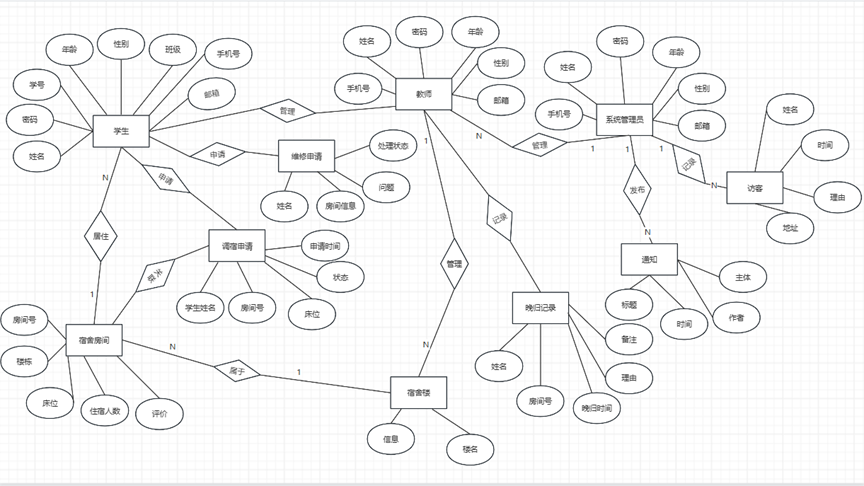 密码
姓名
年龄
密码
年龄
性别
班级
手机号
姓名
性别
年龄
性别
姓名
学号
邮箱
手机号
教师
邮箱
性别
姓名
密码
管理
手机号
系统管理员
邮箱
时间
学生
姓名
申请
维修申请
处理状态
N
管理
1
1
1
1
记录
访客
理由
N
申请
问题
发布
N
地址
姓名
房间信息
记录
居住
调宿申请
申请时间
管理
N
通知
状态
主体
学生姓名
房间号
床位
晚归记录
标题
时间
作者
1
房间号
宿舍房间
N
N
备注
楼栋
属于
1
宿舍楼
姓名
理由
床位
住宿人数
评价
房间号
晚归时间
信息
楼名